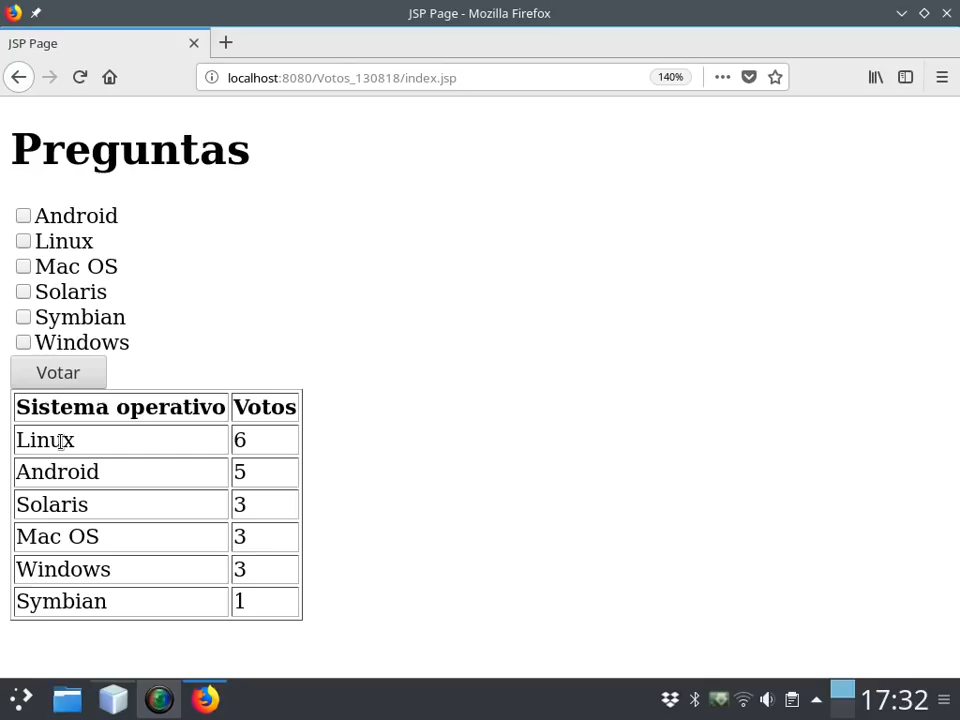 JSP Page - Mozilla Firefox
JSP Page
localhost:8080/Votos_130818/index.jsp
140%
Preguntas
Android
Linux
Mac OS
Solaris
Symbian
Windows
Votar
Sistema operativo Votos
Linux 6
Android 5
Solaris 3
Mac OS 3
Windows 3
Symbian 1
17:32